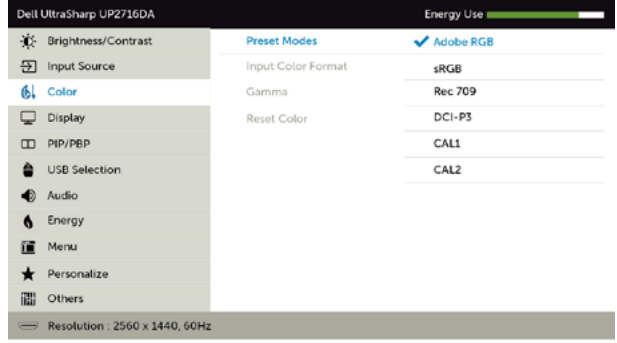 Dell UltraSharp UP2716DA Energy Use
Brightness/Contrast Preset Modes Adobe RGB
Input Source Input Color Format sRGB
Color Gamma Rec 709
Display Reset Color DCI-P3
PIP/PBP CAL1
USB Selection CAL2
Audio
Energy
Menu
Personalize
Others
Resolution : 2560 x 1440, 60Hz